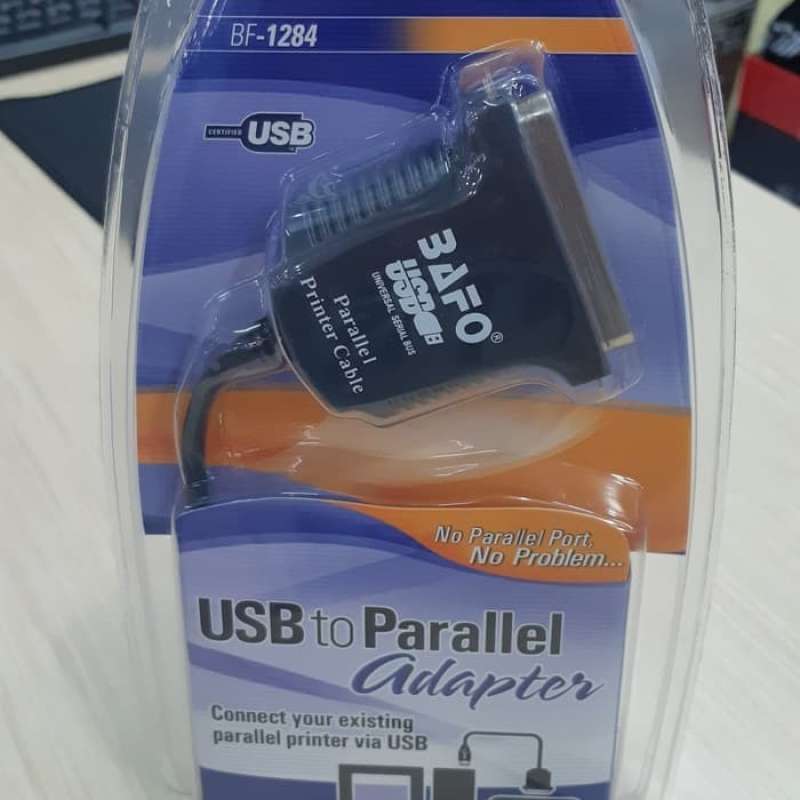 BF-1284
CERTIFIED USB
BAFO®
USB
UNIVERSAL SERIAL BUS
Parallel
Printer Cable
No Parallel Port,
No Problem...
USB to Parallel
Adapter
Connect your existing
parallel printer via USB